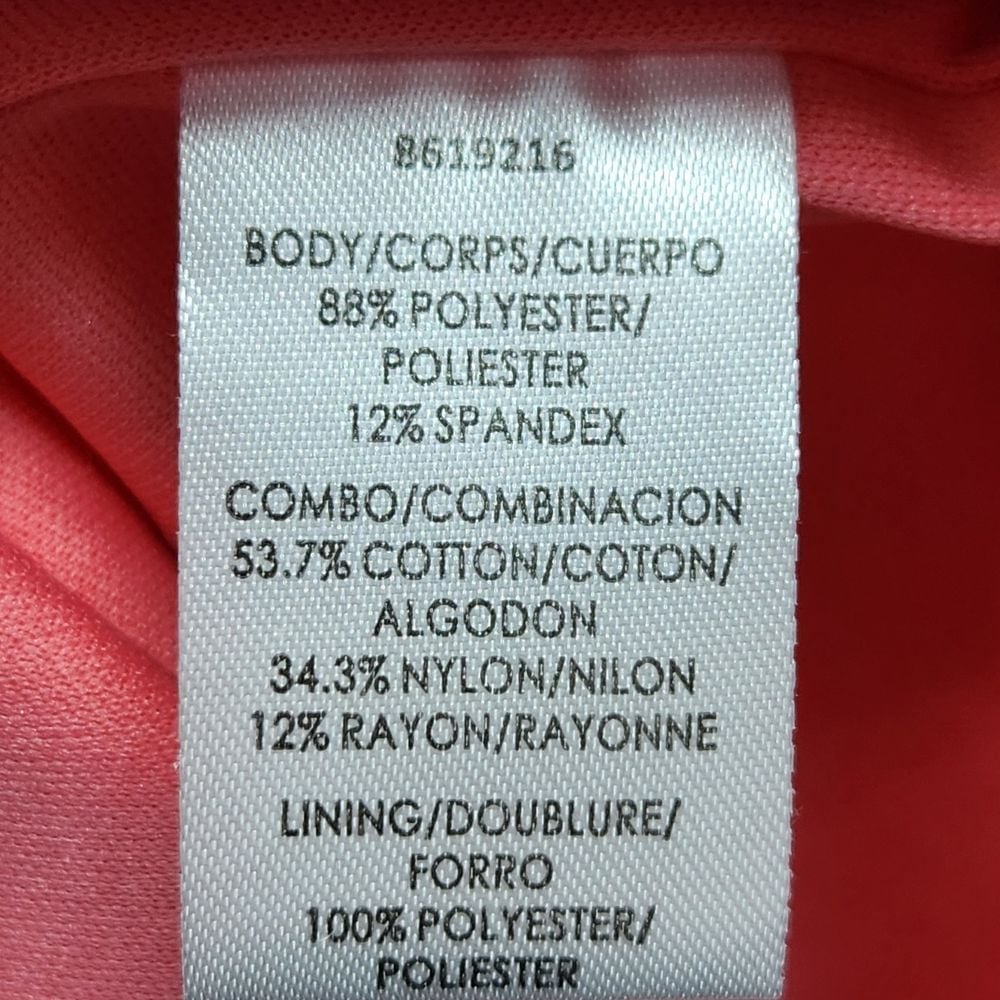 8619216
BODY/CORPS/CUERPO
88% POLYESTER/
POLIESTER
12% SPANDEX
COMBO/COMBINACION
53.7% COTTON/COTON/
ALGODON
34.3% NYLON/NILON
12% RAYON/RAYONNE
LINING/DOUBLURE/
FORRO
100% POLYESTER/
POLIESTER